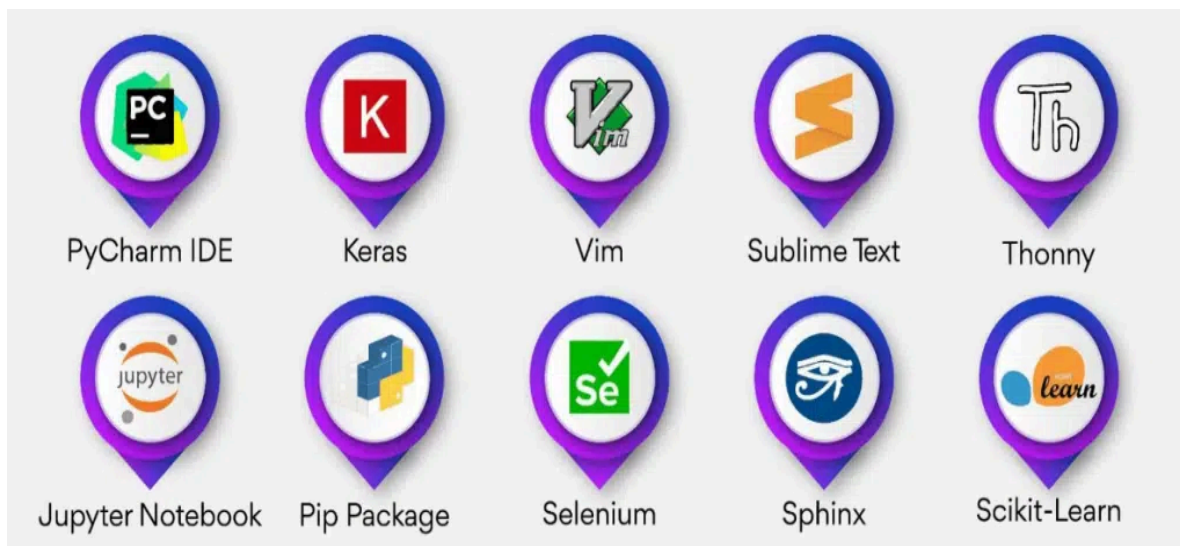 PC
K
Vim
Th
PyCharm IDE
Keras
Vim
Sublime Text
Thonny
jupyter
Se
learn
Jupyter Notebook
Pip Package
Selenium
Sphinx
Scikit-Learn